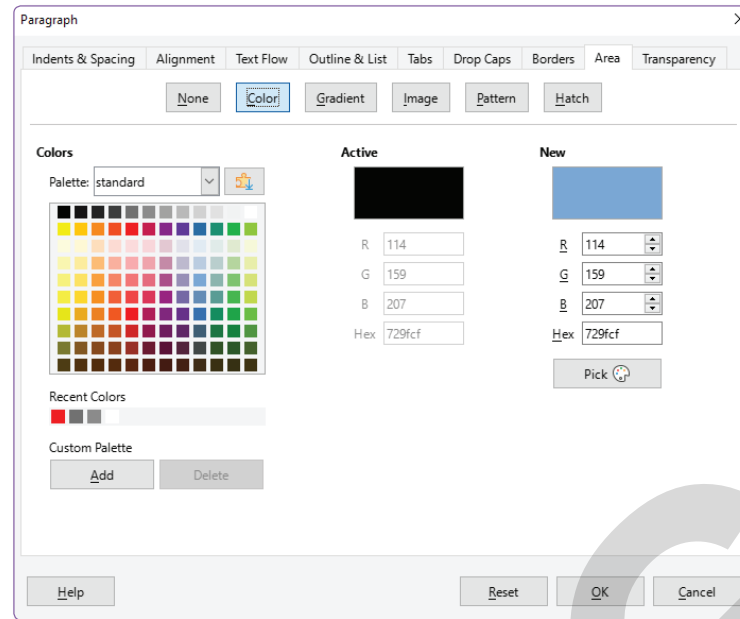 Paragraph
Indents & Spacing Alignment Text Flow Outline & List Tabs Drop Caps Borders Area Transparency
None Color Gradient Image Pattern Hatch
Colors Active New
Palette: standard
R 114 R 114
G 159 G 159
B 207 B 207
Hex 729fcf Hex 729fcf
Pick
Recent Colors
Custom Palette
Add Delete
Help Reset OK Cancel